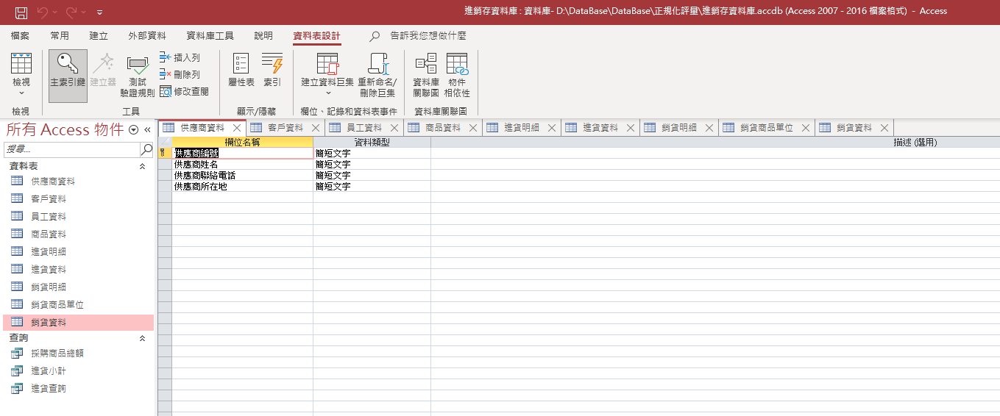 進銷存資料庫 : 資料庫- D:\DataBase\DataBase\正規化評量\進銷存資料庫.accdb (Access 2007 - 2016 檔案格式) - Access
檔案 常用 建立 外部資料 資料庫工具 說明 資料表設計 告訴我您想做什麼
檢視
主索引鍵
建立器
測試
驗證規則
插入列
刪除列
修改查閱
屬性表
索引
建立資料巨集
重新命名/
刪除巨集
資料庫
關聯圖
物件
相依性
檢視 工具 顯示/隱藏 欄位、記錄和資料表事件 資料庫關聯圖
所有 Access 物件
搜尋...
資料表
供應商資料
客戶資料
員工資料
商品資料
進貨明細
進貨資料
銷貨明細
銷貨商品單位
銷貨資料
查詢
採購商品總額
進貨小計
進貨查詢
供應商資料 客戶資料 員工資料 商品資料 進貨明細 進貨資料 銷貨明細 銷貨商品單位 銷貨資料
欄位名稱 資料類型 描述 (選用)
供應商編號 簡短文字
供應商姓名 簡短文字
供應商聯絡電話 簡短文字
供應商所在地 簡短文字